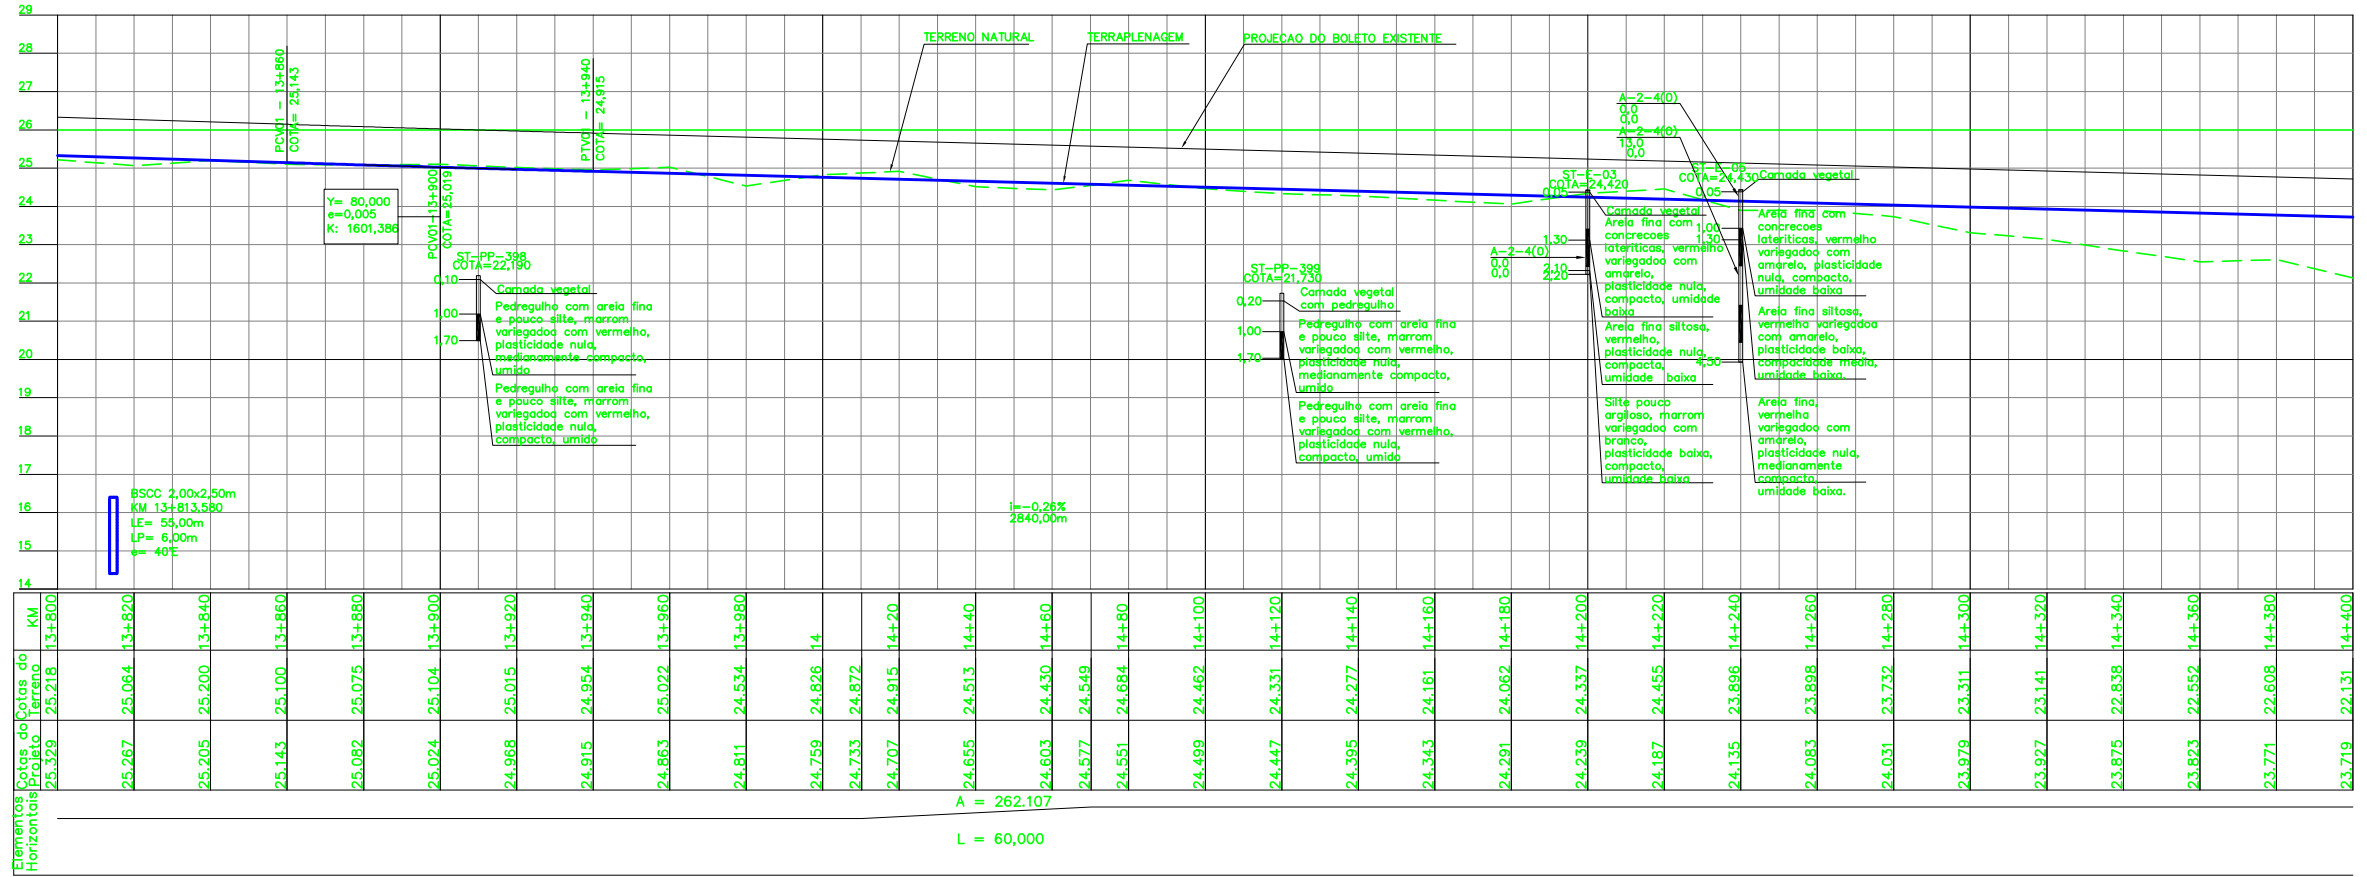 29
28
27
26
25
24
23
22
21
20
19
18
17
16
15
14
PCV01 - 13+860
COTA= 25,143
PTV01 - 13+940
COTA= 24,915
TERRENO NATURAL
TERRAPLENAGEM
PROJECAO DO BOLETO EXISTENTE
Y= 80,000
e=0,005
K: 1601,386
PCV01-13+900
COTA=25,019
ST-PP-398
COTA=22,190
0,10
1,00
1,70
Camada vegetal
Pedregulho com areia fina
e pouco silte, marrom
variegadoa com vermelho,
plasticidade nula,
medianamente compacto,
umido
Pedregulho com areia fina
e pouco silte, marrom
variegadoa com vermelho,
plasticidade nula,
compacto, umido
ST-PP-399
COTA=21,730
0,20
1,00
1,70
Camada vegetal
com pedregulho
Pedregulho com areia fina
e pouco silte, marrom
variegadoa com vermelho,
plasticidade nula,
medianamente compacto,
umido
Pedregulho com areia fina
e pouco silte, marrom
variegadoa com vermelho,
plasticidade nula,
compacto, umido
A-2-4(0)
0,0
0,0
ST-E-03
COTA=24,420
0,05
1,30
2,10
2,20
Camada vegetal
Areia fina com
concrecoes
lateriticas, vermelho
variegadoa com
amarelo,
plasticidade nula,
compacto, umidade
baixa
Areia fina siltosa,
vermelho,
plasticidade nula,
compacto,
umidade baixa
Silte pouco
argiloso, marrom
variegadoa com
branco,
plasticidade baixa,
compacto,
umidade baixa
A-2-4(0)
0,0
0,0
A-2-4(0)
13,0
0,0
ST-E-05
COTA=24,430
0,05
1,00
1,30
4,50
Camada vegetal
Areia fina com
concrecoes
lateriticas, vermelho
variegadoa com
amarelo, plasticidade
nula, compacto,
umidade baixa
Areia fina siltosa,
vermelha variegadoa
com amarelo,
plasticidade baixa,
compacidade media,
umidade baixa.
Areia fina,
vermelha
variegadoa com
amarelo,
plasticidade nula,
medianamente
compacto,
umidade baixa.
BSCC 2,00x2,50m
KM 13+813,580
LE= 55,00m
LP= 6,00m
e= 40°E
i=-0,26%
2840,00m
KM 13+800 13+820 13+840 13+860 13+880 13+900 13+920 13+940 13+960 13+980 14 14+20 14+40 14+60 14+80 14+100 14+120 14+140 14+160 14+180 14+200 14+220 14+240 14+260 14+280 14+300 14+320 14+340 14+360 14+380 14+400
Cotas do Terreno 25.218 25.064 25.200 25.100 25.075 25.104 25.015 24.954 25.022 24.534 24.826 24.872 24.915 24.513 24.430 24.549 24.684 24.462 24.331 24.277 24.161 24.062 24.337 24.455 23.896 23.898 23.732 23.311 23.141 22.838 22.552 22.608 22.131
Cotas do Projeto 25.329 25.267 25.205 25.143 25.082 25.024 24.968 24.915 24.863 24.811 24.759 24.733 24.707 24.655 24.603 24.577 24.551 24.499 24.447 24.395 24.343 24.291 24.239 24.187 24.135 24.083 24.031 23.979 23.927 23.875 23.823 23.771 23.719
Elementos Horizontais
A = 262.107
L = 60,000